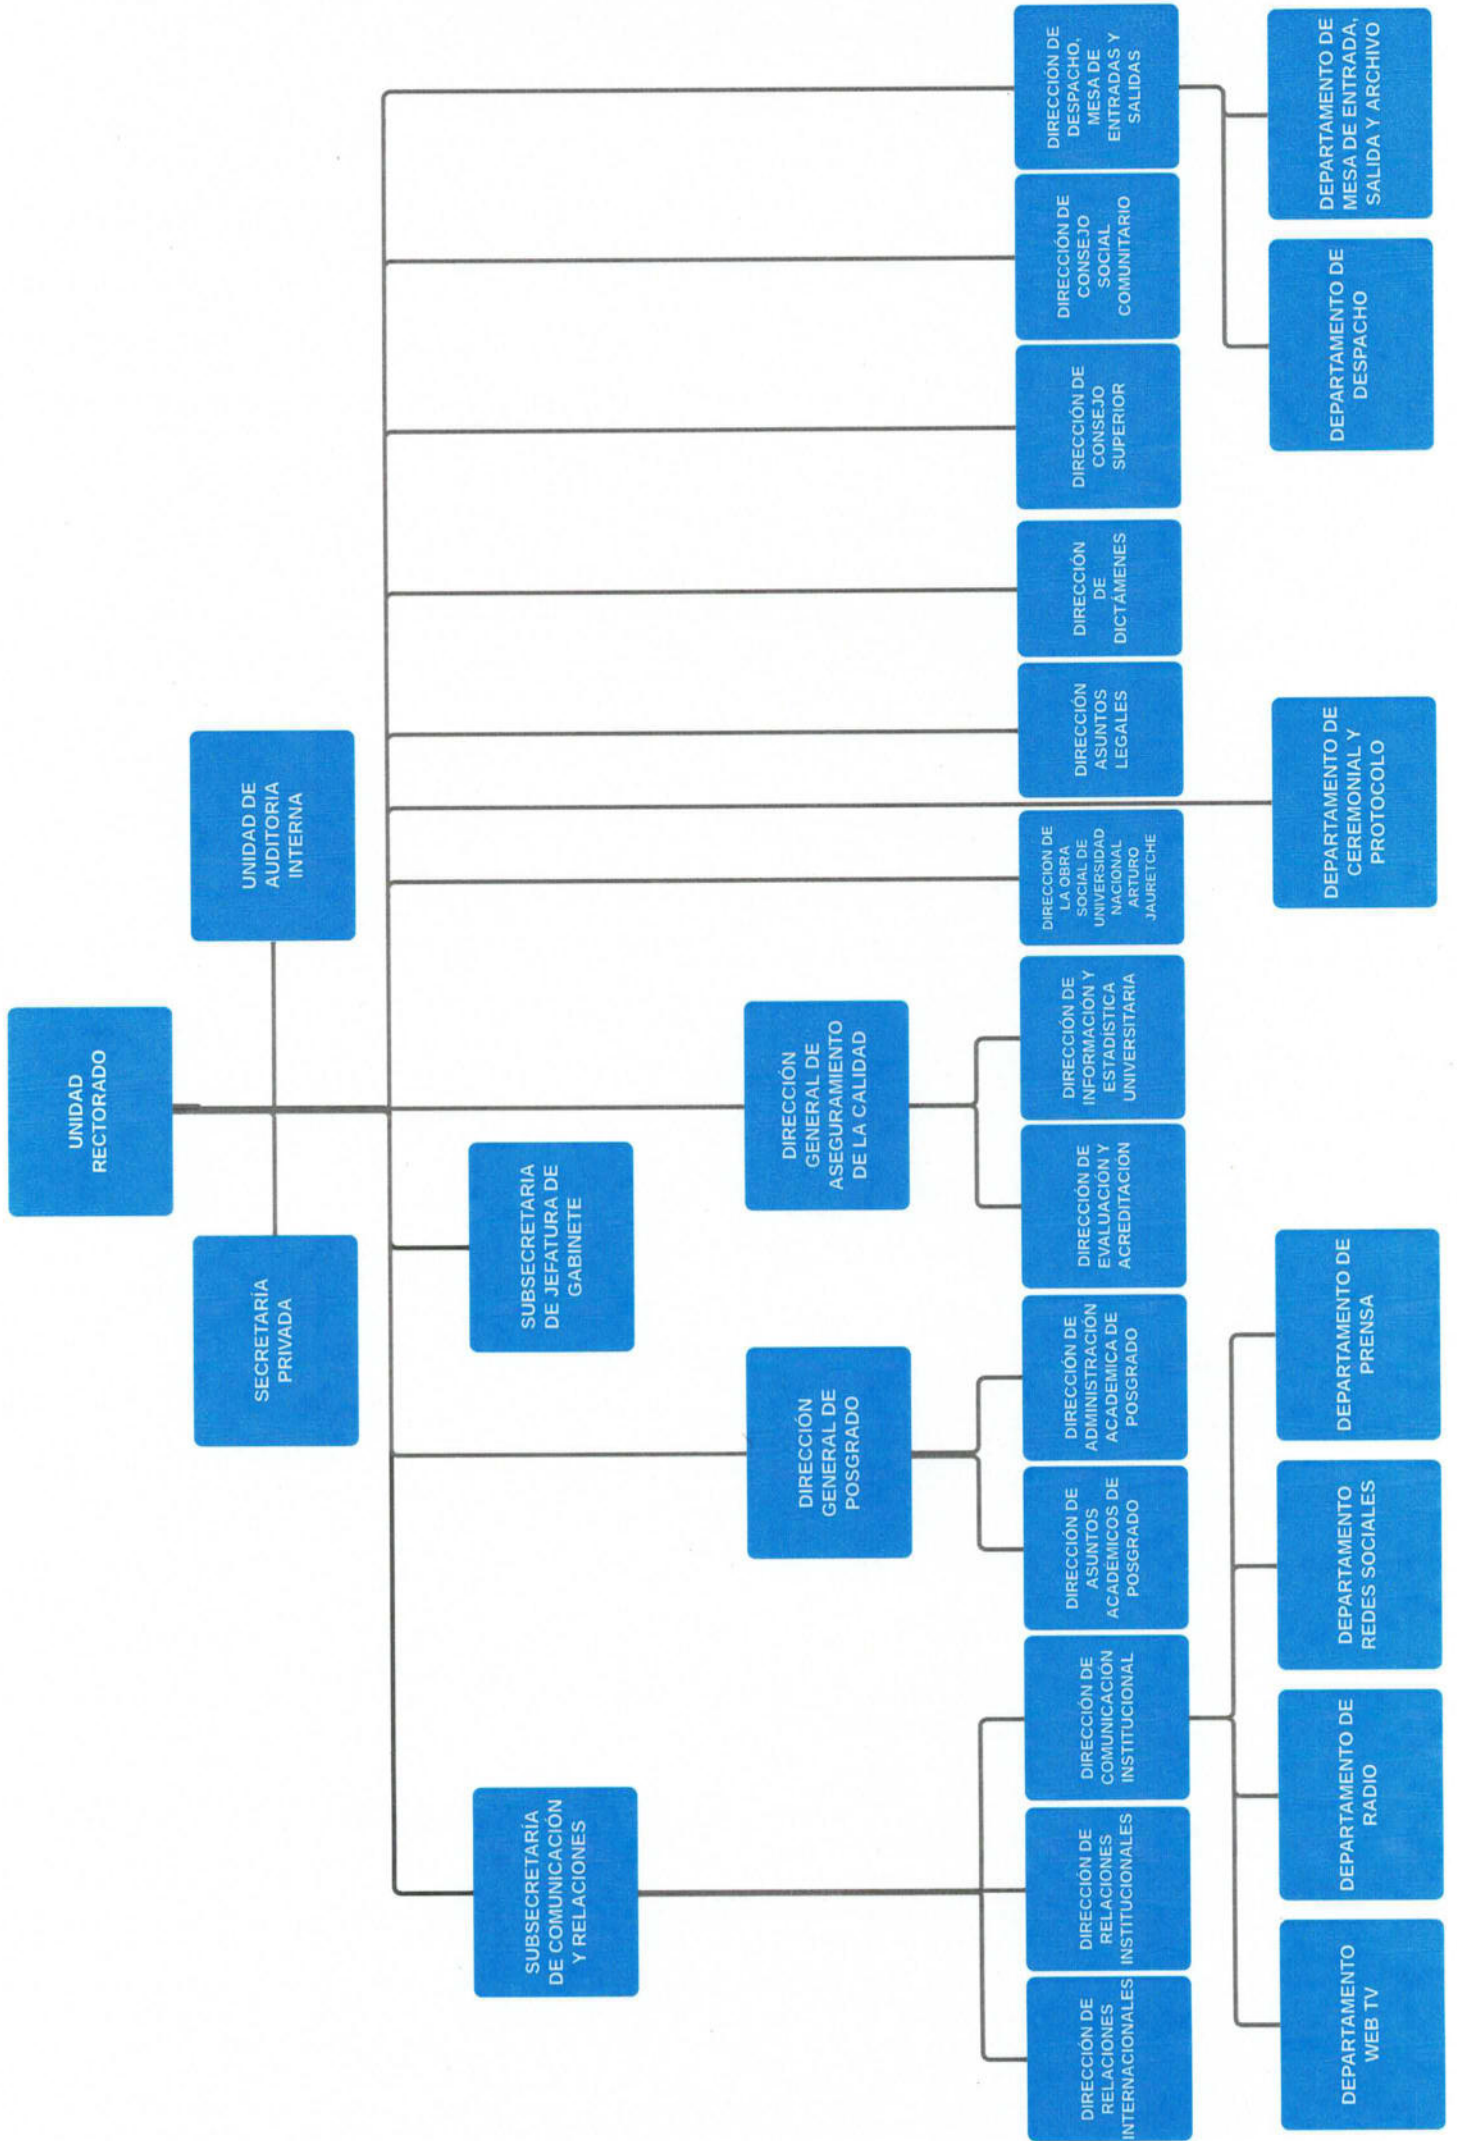 UNIDAD
RECTORADO
SECRETARÍA
PRIVADA
UNIDAD DE
AUDITORIA
INTERNA
SUBSECRETARÍA
DE COMUNICACIÓN
Y RELACIONES
SUBSECRETARIA
DE JEFATURA DE
GABINETE
DIRECCIÓN
GENERAL DE
POSGRADO
DIRECCIÓN
GENERAL DE
ASEGURAMIENTO
DE LA CALIDAD
DIRECCIÓN DE
RELACIONES
INTERNACIONALES
DIRECCIÓN DE
RELACIONES
INSTITUCIONALES
DIRECCIÓN DE
COMUNICACIÓN
INSTITUCIONAL
DIRECCIÓN DE
ASUNTOS
ACADÉMICOS DE
POSGRADO
DIRECCIÓN DE
ADMINISTRACIÓN
ACADEMICA DE
POSGRADO
DIRECCIÓN DE
EVALUACIÓN Y
ACREDITACIÓN
DIRECCIÓN DE
INFORMACIÓN Y
ESTADÍSTICA
UNIVERSITARIA
DIRECCION DE
LA OBRA
SOCIAL DE
UNIVERSIDAD
NACIONAL
ARTURO
JAURETCHE
DIRECCIÓN
ASUNTOS
LEGALES
DIRECCIÓN
DE
DICTÁMENES
DIRECCIÓN DE
CONSEJO
SUPERIOR
DIRECCIÓN DE
CONSEJO
SOCIAL
COMUNITARIO
DIRECCIÓN DE
DESPACHO,
MESA DE
ENTRADAS Y
SALIDAS
DEPARTAMENTO
WEB TV
DEPARTAMENTO DE
RADIO
DEPARTAMENTO
REDES SOCIALES
DEPARTAMENTO DE
PRENSA
DEPARTAMENTO DE
CEREMONIAL Y
PROTOCOLO
DEPARTAMENTO DE
DESPACHO
DEPARTAMENTO DE
MESA DE ENTRADA,
SALIDA Y ARCHIVO